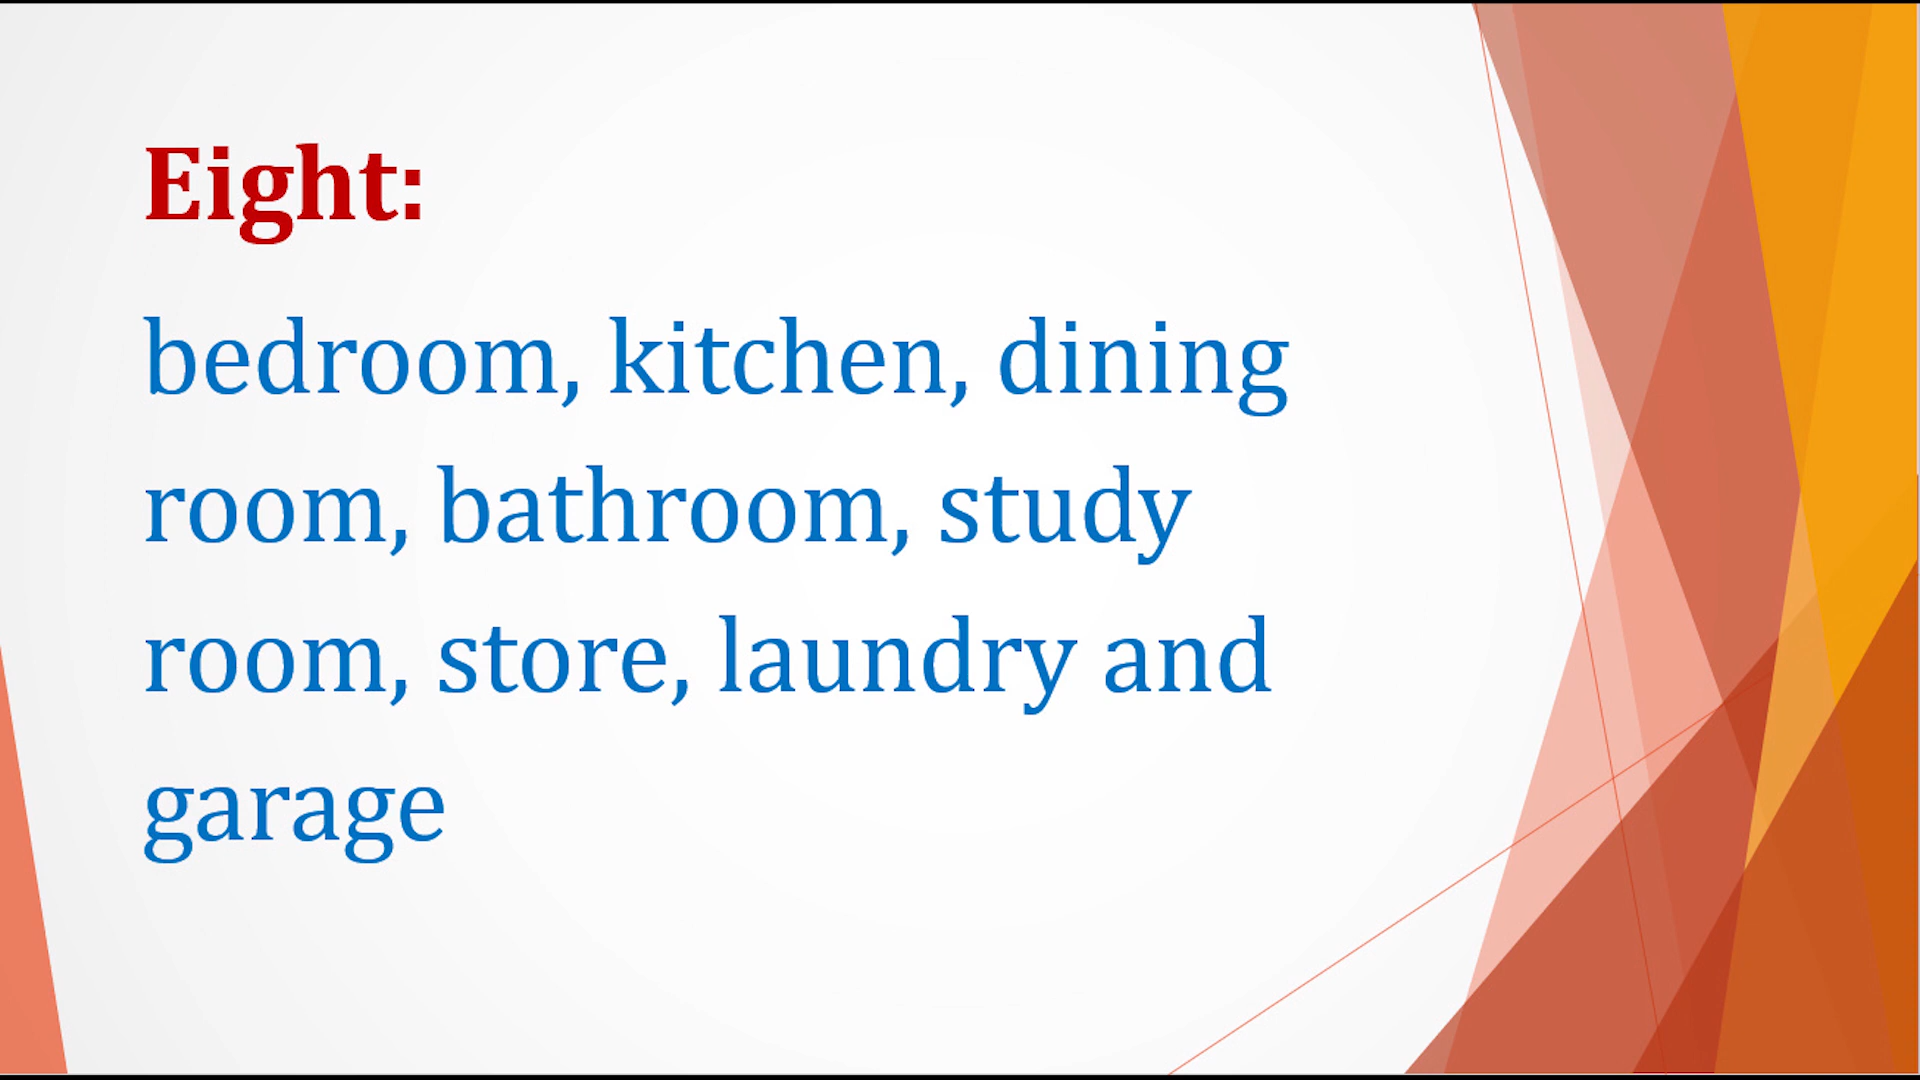 Eight:
bedroom, kitchen, dining
room, bathroom, study
room, store, laundry and
garage